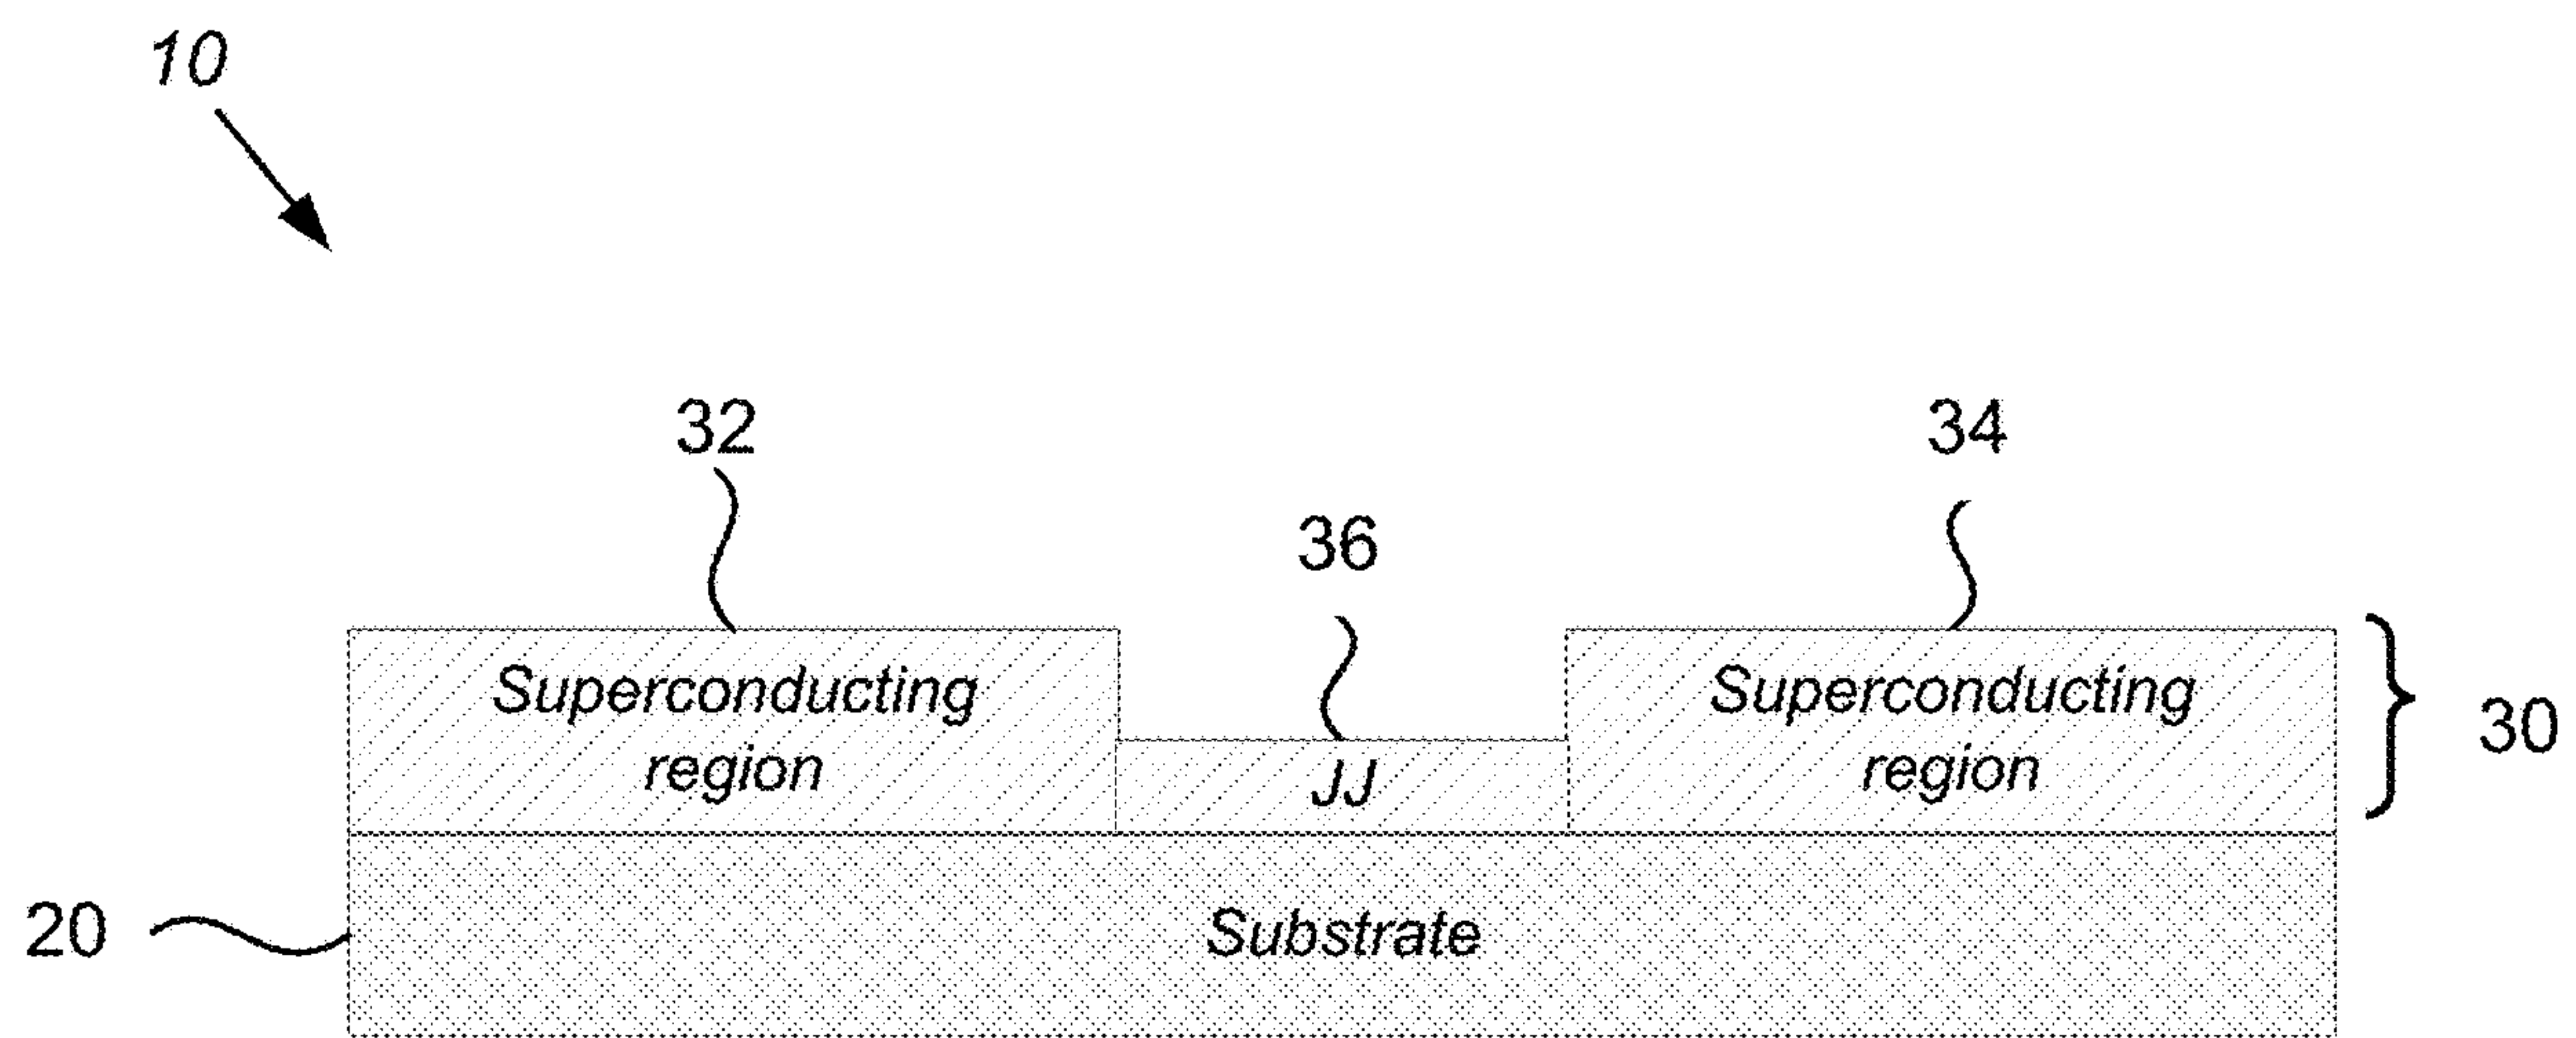 10
32
34
36
Superconducting
region
JJ
Superconducting
region
30
20
Substrate